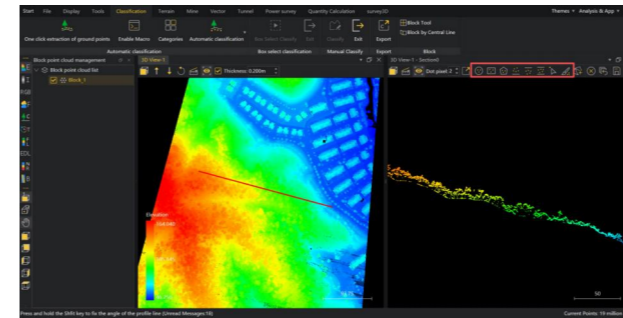 Start File Display Tools Classification Terrain Mine Vector Tunnel Power survey Quantity Calculation survey3D Themes Analysis & App
One click extraction of ground points Enable Macro Categories Automatic classification Box Select Classify Exit Classify Exit Export
Block Tool
Block by Central Line
Automatic classification Box select classification Manual Classify Export Block
Block point cloud management
3D View-1
3D View-1 - Section0
Block point cloud list
Block_1
Thickness: 0.200m
Dot pixel 2
EDL
Elevation
50
Press and hold the Shift key to fix the angle of the profile line (Unread Messages:18)
Current Points: 19 million